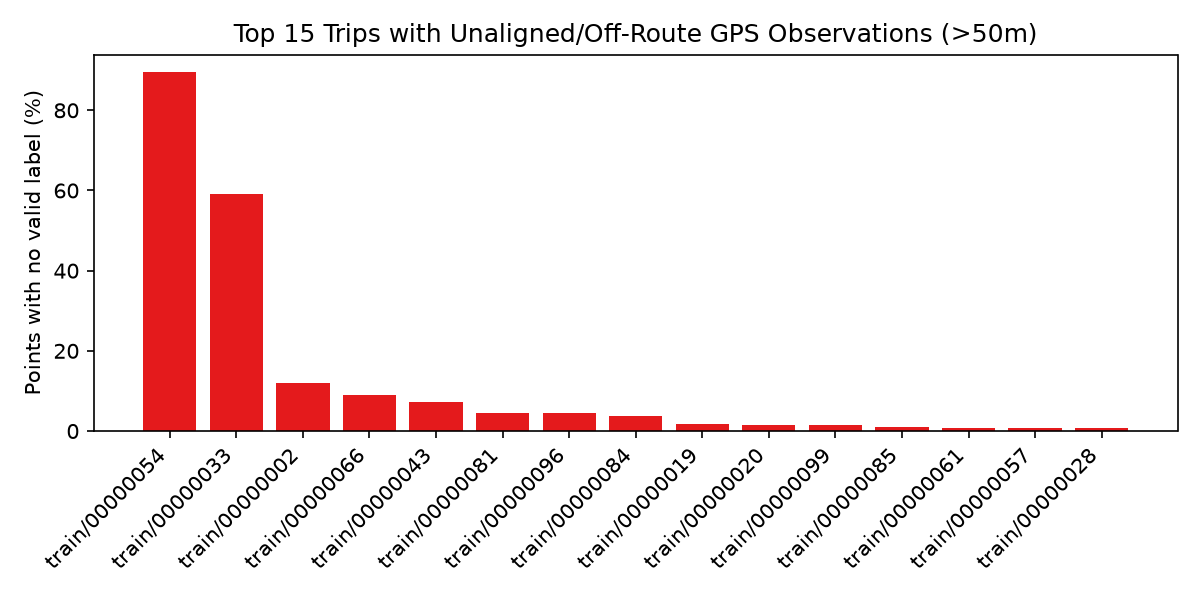 Top 15 Trips with Unaligned/Off-Route GPS Observations (>50m)
Points with no valid label (%)
80
60
40
20
0
train/00000054
train/00000033
train/00000002
train/00000066
train/00000043
train/00000081
train/00000096
train/00000084
train/00000019
train/00000020
train/00000099
train/00000085
train/00000061
train/00000057
train/00000028